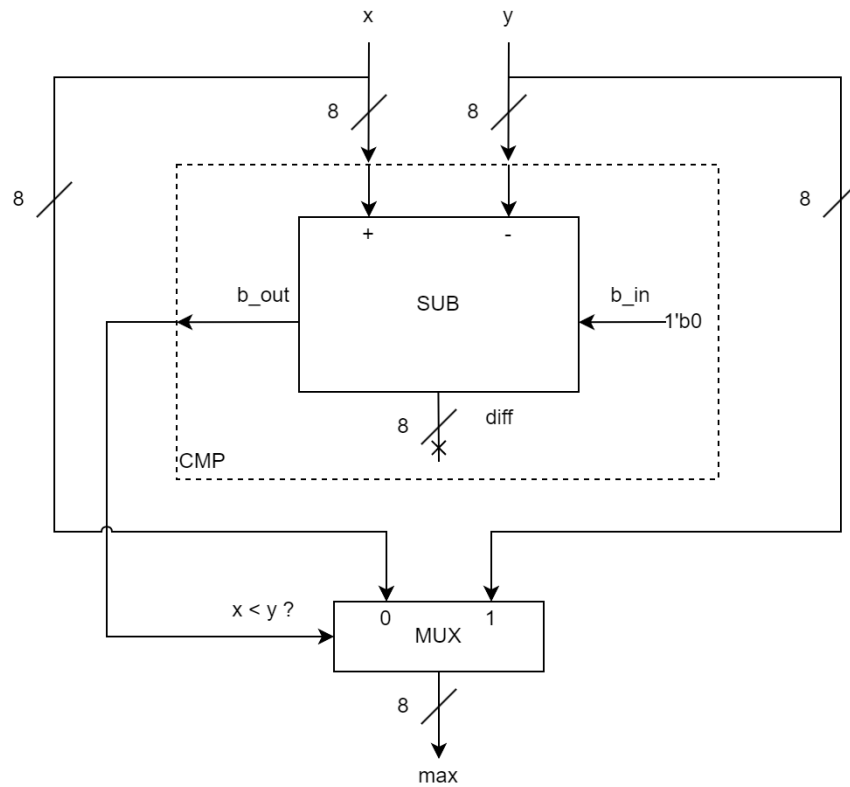 x
y
8
8
8
8
+
-
b_out
SUB
b_in
1'b0
8
diff
CMP
x < y ?
0
1
MUX
8
max